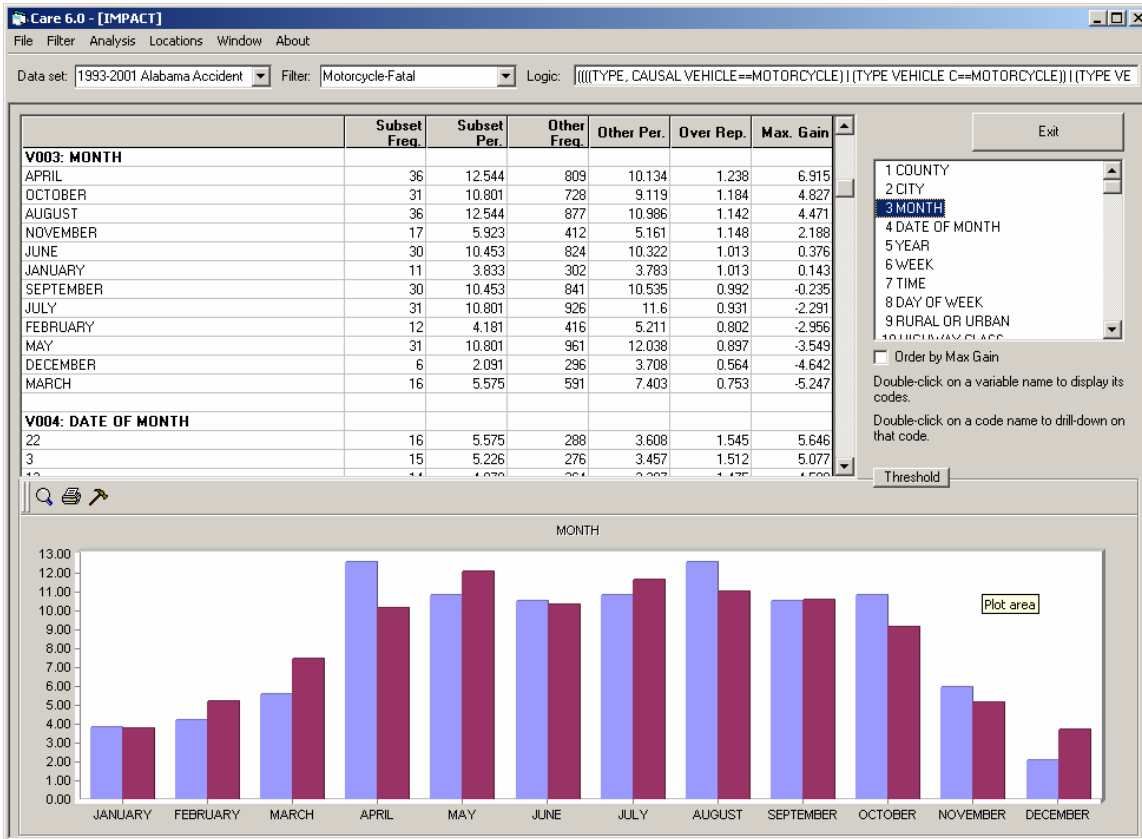 Care 6.0 - [IMPACT]
File Filter Analysis Locations Window About
Data set: 1993-2001 Alabama Accident Filter: Motorcycle-Fatal Logic: ((((TYPE, CAUSAL VEHICLE==MOTORCYCLE) | (TYPE VEHICLE C==MOTORCYCLE)) | (TYPE VE
Subset Freq. Subset Per. Other Freq. Other Per. Over Rep. Max. Gain
V003: MONTH
APRIL 36 12.544 809 10.134 1.238 6.915
OCTOBER 31 10.801 728 9.119 1.184 4.827
AUGUST 36 12.544 877 10.986 1.142 4.471
NOVEMBER 17 5.923 412 5.161 1.148 2.188
JUNE 30 10.453 824 10.322 1.013 0.376
JANUARY 11 3.833 302 3.783 1.013 0.143
SEPTEMBER 30 10.453 841 10.535 0.992 -0.235
JULY 31 10.801 926 11.6 0.931 -2.291
FEBRUARY 12 4.181 416 5.211 0.802 -2.956
MAY 31 10.801 961 12.038 0.897 -3.549
DECEMBER 6 2.091 296 3.708 0.564 -4.642
MARCH 16 5.575 591 7.403 0.753 -5.247
V004: DATE OF MONTH
22 16 5.575 288 3.608 1.545 5.646
3 15 5.226 276 3.457 1.512 5.077
Exit
1 COUNTY
2 CITY
3 MONTH
4 DATE OF MONTH
5 YEAR
6 WEEK
7 TIME
8 DAY OF WEEK
9 RURAL OR URBAN
Order by Max Gain
Double-click on a variable name to display its
codes.
Double-click on a code name to drill-down on
that code.
Threshold
MONTH
13.00
12.00
11.00
10.00
9.00
8.00
7.00
6.00
5.00
4.00
3.00
2.00
1.00
0.00
Plot area
JANUARY FEBRUARY MARCH APRIL MAY JUNE JULY AUGUST SEPTEMBER OCTOBER NOVEMBER DECEMBER